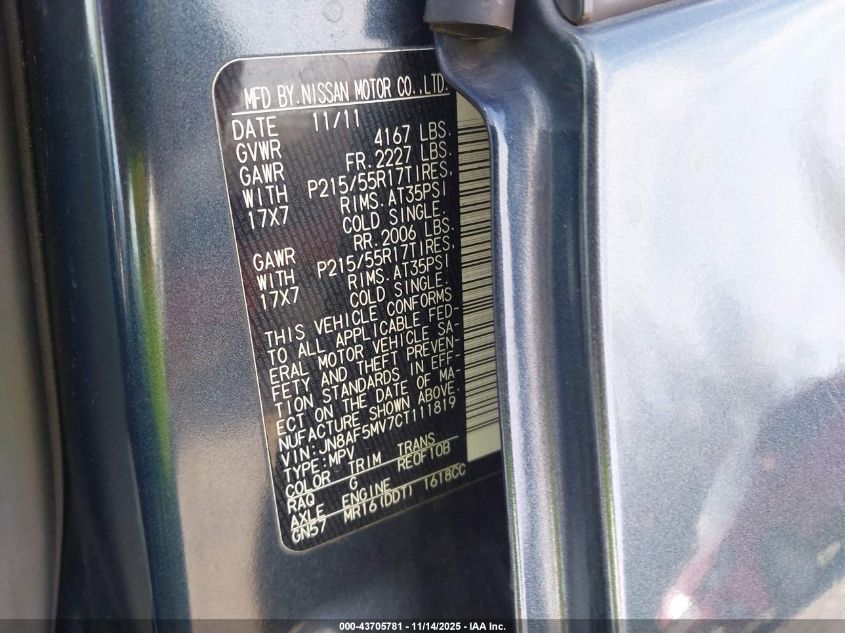 MFD BY.NISSAN MOTOR CO.,LTD.
DATE 11/11
GVWR 4167 LBS.
GAWR FR.2227 LBS.
WITH P215/55R17TIRES,
17X7 RIMS.AT35PSI
COLD SINGLE.
GAWR RR.2006 LBS.
WITH P215/55R17TIRES,
17X7 RIMS.AT35PSI
COLD SINGLE.
THIS VEHICLE CONFORMS
TO ALL APPLICABLE FED-
ERAL MOTOR VEHICLE SA-
FETY AND THEFT PREVEN-
TION STANDARDS IN EFF-
ECT ON THE DATE OF MA-
NUFACTURE SHOWN ABOVE.
VIN:JN8AF5MV7CT111819
TYPE:MPV
COLOR TRIM TRANS
RAQ G RE0F10B
AXLE ENGINE
GN57 MR16(DDT) 1618CC
000-43705781 - 11/14/2025 - IAA Inc.